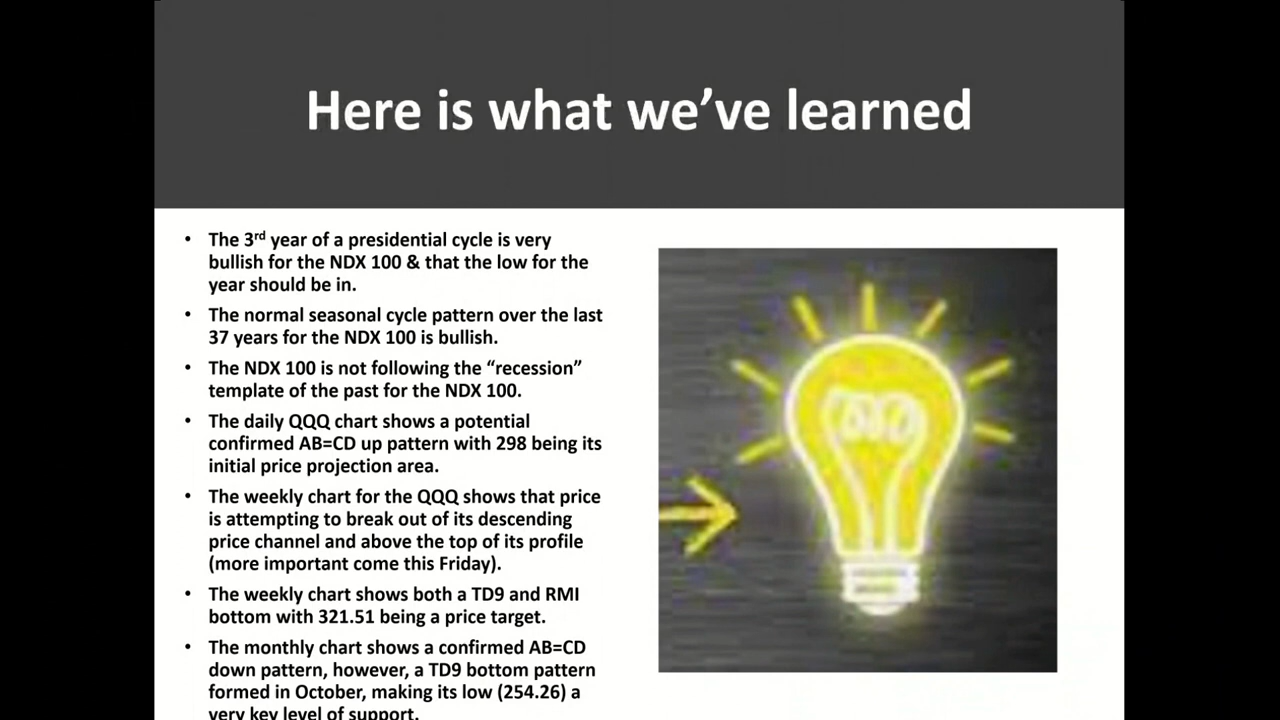 Here is what we’ve learned
• The 3rd year of a presidential cycle is very
bullish for the NDX 100 & that the low for the
year should be in.
• The normal seasonal cycle pattern over the last
37 years for the NDX 100 is bullish.
• The NDX 100 is not following the “recession”
template of the past for the NDX 100.
• The daily QQQ chart shows a potential
confirmed AB=CD up pattern with 298 being its
initial price projection area.
• The weekly chart for the QQQ shows that price
is attempting to break out of its descending
price channel and above the top of its profile
(more important come this Friday).
• The weekly chart shows both a TD9 and RMI
bottom with 321.51 being a price target.
• The monthly chart shows a confirmed AB=CD
down pattern, however, a TD9 bottom pattern
formed in October, making its low (254.26) a
very key level of support.